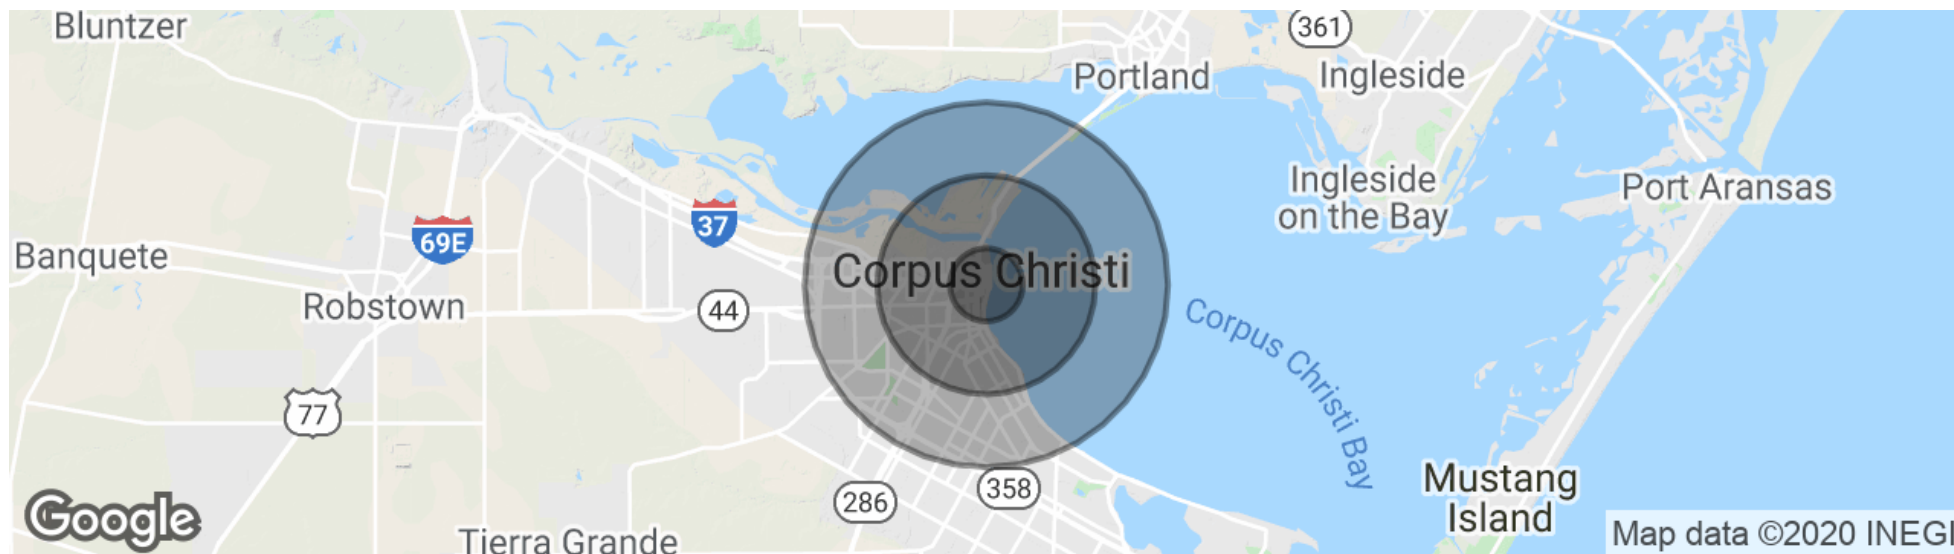 Bluntzer
361
Portland
Ingleside
Ingleside
on the Bay
Port Aransas
37
69E
Banquete
Corpus Christi
Robstown
44
Corpus Christi Bay
77
Mustang
Island
286
358
Google
Tierra Grande
Map data ©2020 INEGI